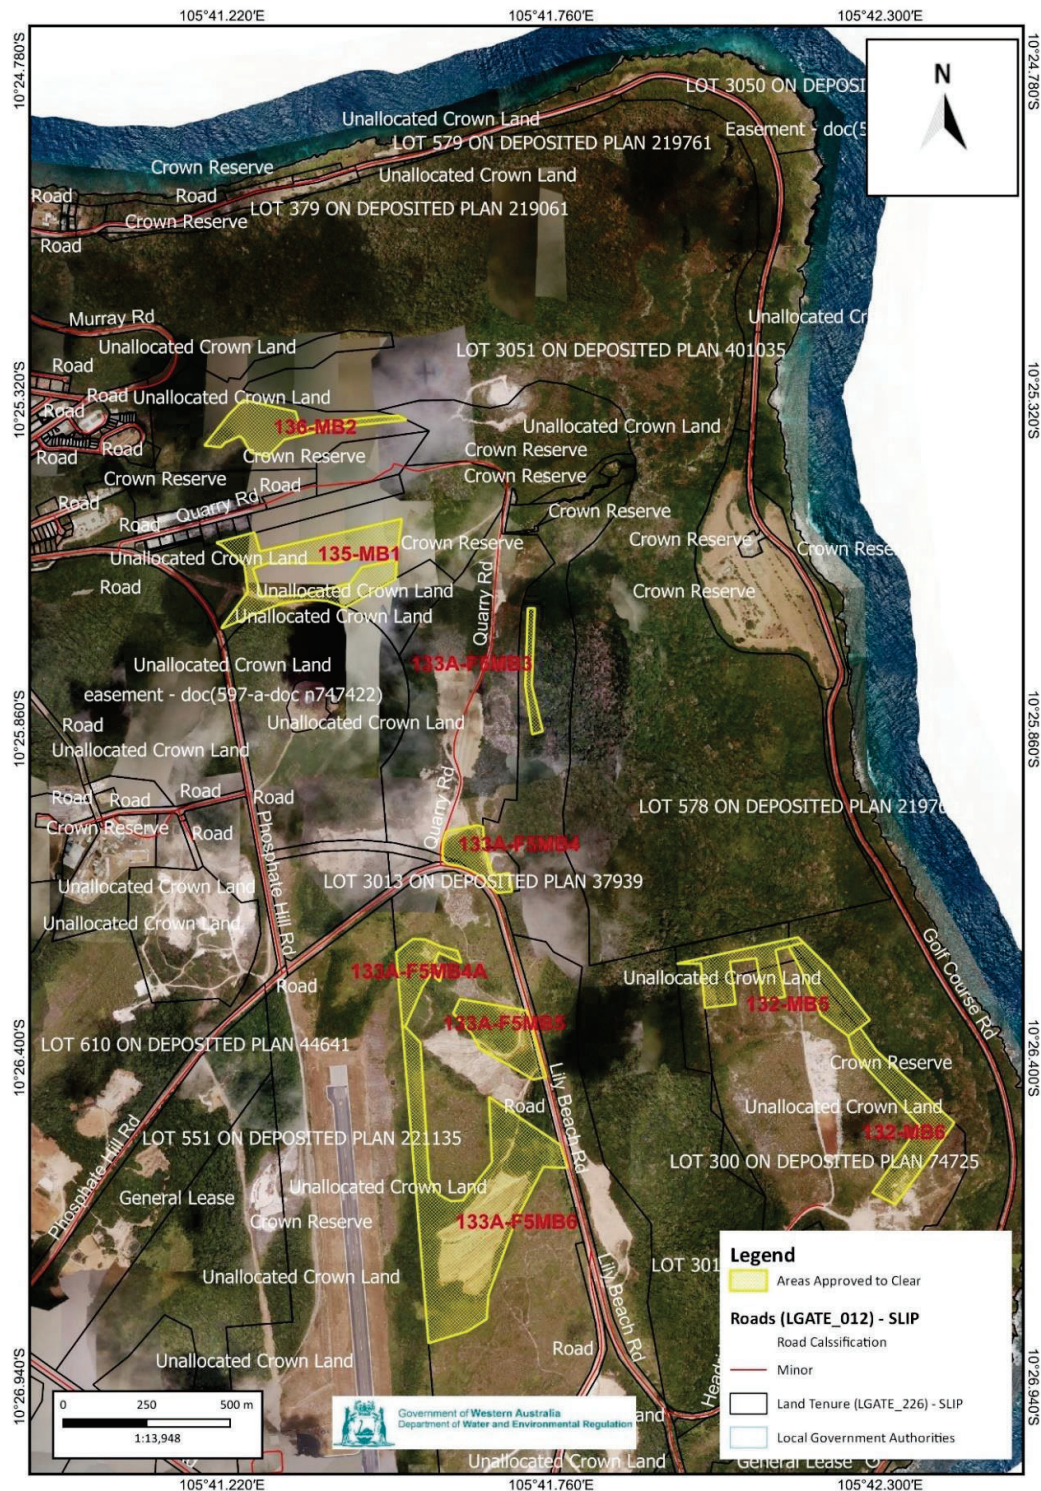 105°41.220'E 105°41.760'E 105°42.300'E
10°24.780'S
10°24.780'S
N
LOT 3050 ON DEPOSI
Unallocated Crown Land
Easement - doc(5
LOT 579 ON DEPOSITED PLAN 219761
Crown Reserve
Unallocated Crown Land
Road
Road
LOT 379 ON DEPOSITED PLAN 219061
Crown Reserve
Road
Murray Rd
Unallocated Cr
Unallocated Crown Land
LOT 3051 ON DEPOSITED PLAN 401035
Road
10°25.320'S
10°25.320'S
Road
Unallocated Crown Land
Road
136-MB2
Unallocated Crown Land
Road
Road
Crown Reserve
Crown Reserve
Crown Reserve
Road
Crown Reserve
Road
Quarry Rd
Crown Reserve
Road
Crown Reserve
Crown Reserve
Crown Rese
Unallocated Crown Land
135-MB1
Road
Unallocated Crown Land
Crown Reserve
Unallocated Crown Land
Quarry Rd
Unallocated Crown Land
133A-F5MB3
easement - doc(597-a-doc n747422)
Unallocated Crown Land
Road
10°25.860'S
10°25.860'S
Unallocated Crown Land
Road
Road
Road
Road
Quarry Rd
LOT 578 ON DEPOSITED PLAN 21976
Crown Reserve
Road
Phosphate Hill Rd
133A-F5MB4
Unallocated Crown Land
LOT 3013 ON DEPOSITED PLAN 37939
Unallocated Crown Land
Golf Course Rd
133A-F5MB4A
Road
Unallocated Crown Land
132-MB5
133A-F5MB5
LOT 610 ON DEPOSITED PLAN 44641
10°26.400'S
10°26.400'S
Crown Reserve
Lily Beach Rd
Road
Unallocated Crown Land
132-MB6
LOT 551 ON DEPOSITED PLAN 221135
LOT 300 ON DEPOSITED PLAN 74725
Phosphate Hill Rd
General Lease
Unallocated Crown Land
Crown Reserve
133A-F5MB6
LOT 301
Lily Beach Rd
Unallocated Crown Land
Road
Unallocated Crown Land
10°26.940'S
10°26.940'S
Legend
Areas Approved to Clear
Roads (LGATE_012) - SLIP
Road Calssification
Minor
Land Tenure (LGATE_226) - SLIP
Local Government Authorities
0 250 500 m
1:13,948
Government of Western Australia
Department of Water and Environmental Regulation
and
Unallocated Crown Land
General Lease
105°41.220'E 105°41.760'E 105°42.300'E